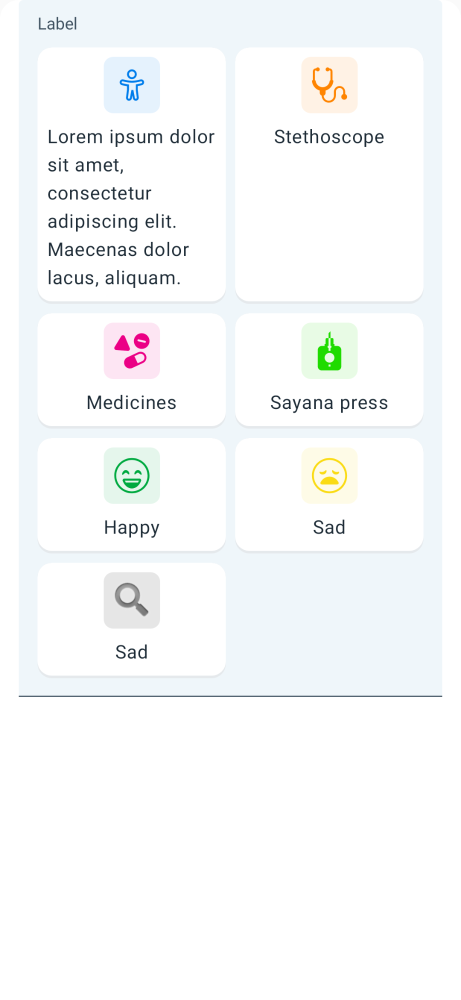 Label
Lorem ipsum dolor
sit amet,
consectetur
adipiscing elit.
Maecenas dolor
lacus, aliquam.
Stethoscope
Medicines
Sayana press
Happy
Sad
Sad